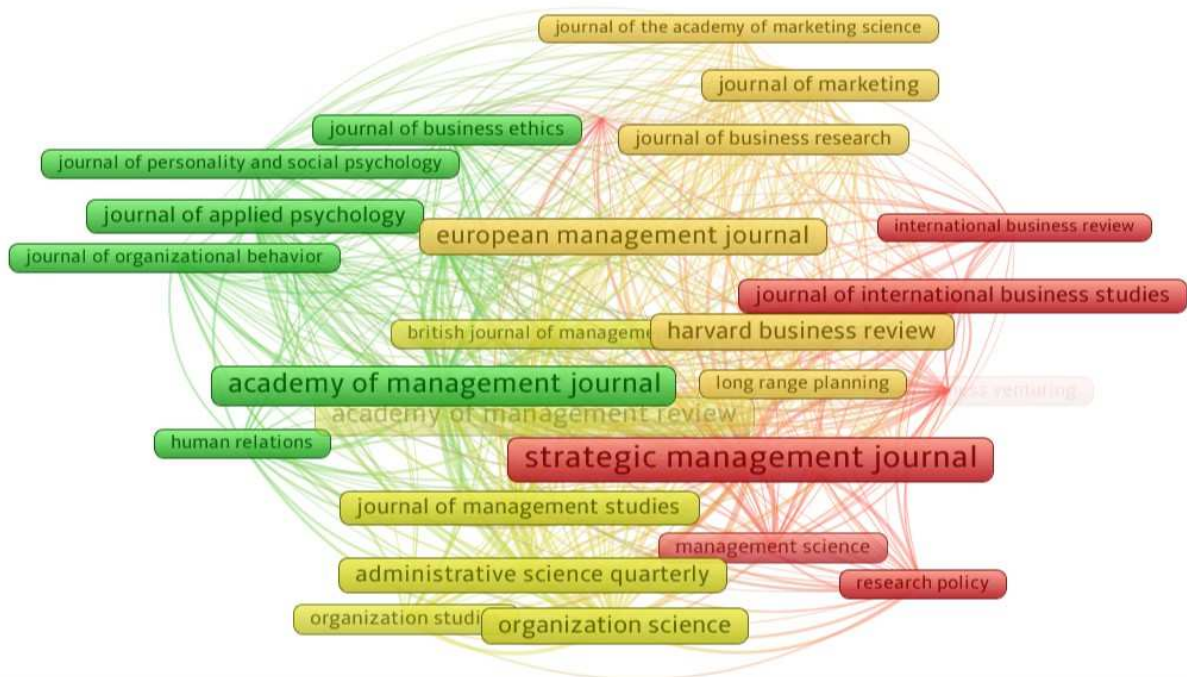 journal of the academy of marketing science
journal of marketing
journal of business ethics
journal of business research
journal of personality and social psychology
journal of applied psychology
european management journal
international business review
journal of organizational behavior
journal of international business studies
british journal of manageme
harvard business review
academy of management journal
long range planning
ness venturing
academy of management review
human relations
strategic management journal
journal of management studies
management science
administrative science quarterly
research policy
organization studi
organization science